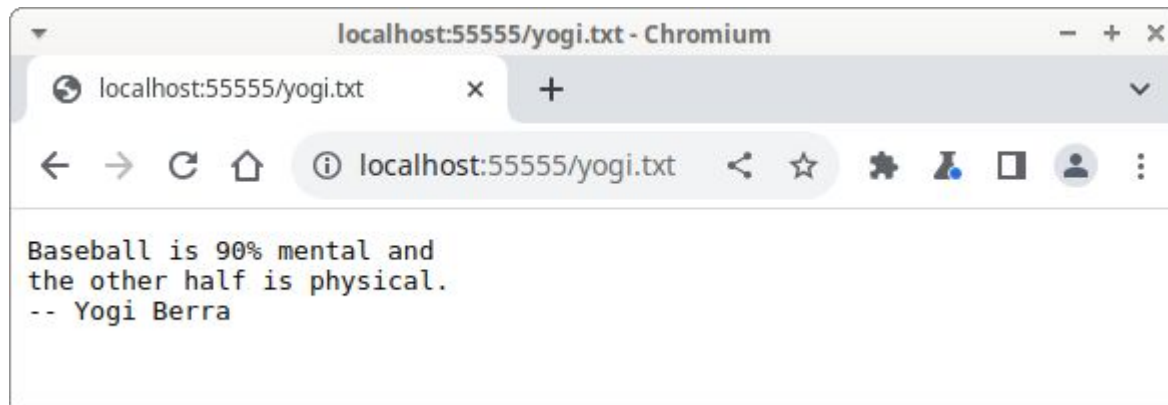 localhost:55555/yogi.txt - Chromium
localhost:55555/yogi.txt
localhost:55555/yogi.txt
Baseball is 90% mental and
the other half is physical.
-- Yogi Berra